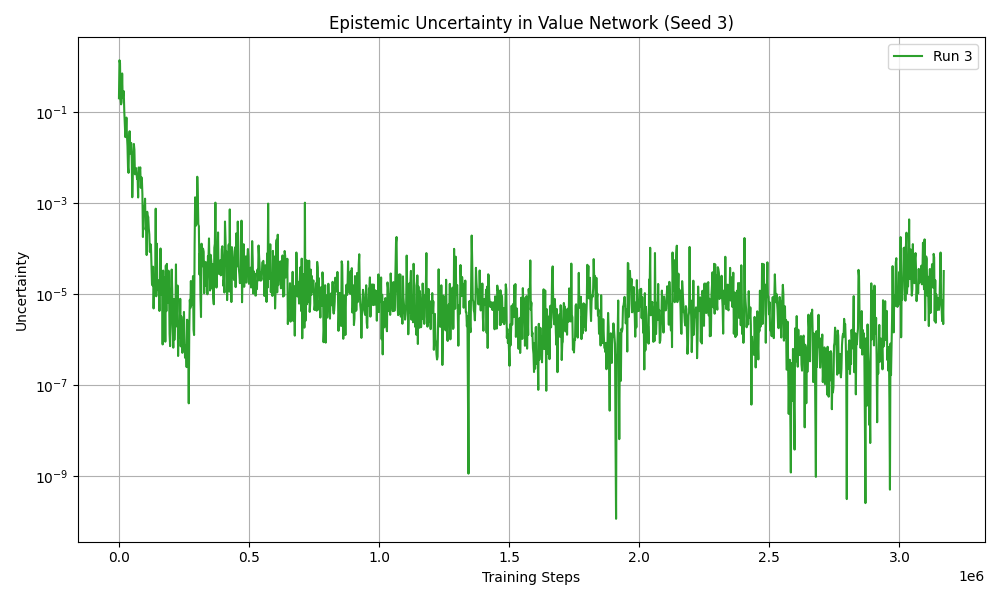 Epistemic Uncertainty in Value Network (Seed 3)
Run 3
Uncertainty
10⁻¹
10⁻³
10⁻⁵
10⁻⁷
10⁻⁹
0.0 0.5 1.0 1.5 2.0 2.5 3.0
1e6
Training Steps